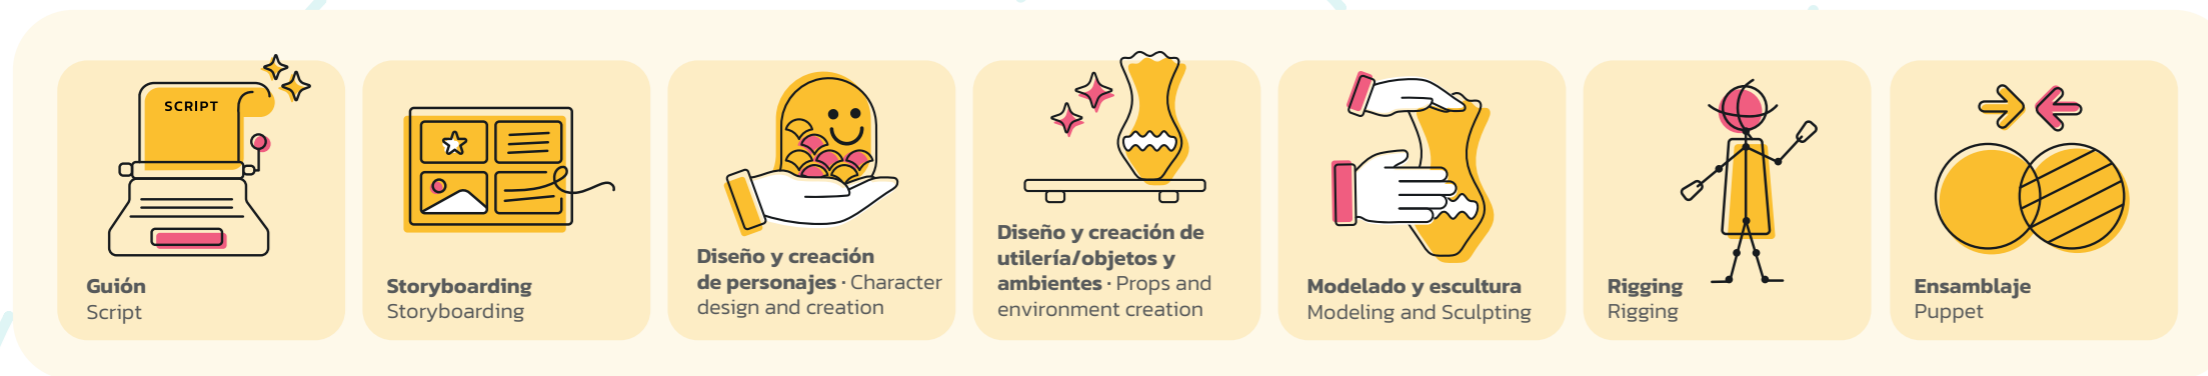 SCRIPT
Guión
Script
Storyboarding
Storyboarding
Diseño y creación
de personajes · Character
design and creation
Diseño y creación de
utilería/objetos y
ambientes · Props and
environment creation
Modelado y escultura
Modeling and Sculpting
Rigging
Rigging
Ensamblaje
Puppet